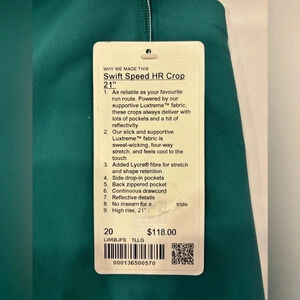 WHY WE MADE THIS
Swift Speed HR Crop
21"
1. As reliable as your favourite
run route. Powered by our
supportive Luxtreme™ fabric,
these crops always deliver with
lots of pockets and a hit of
reflectivity
2. Our slick and supportive
Luxtreme™ fabric is
sweat-wicking, four-way
stretch, and feels cool to the
touch
3. Added Lycra® fibre for stretch
and shape retention
4. Side drop-in pockets
5. Back zippered pocket
6. Continuous drawcord
7. Reflective details
8. No inseam for a tride
9. High rise, 21"
20 $118.00
LW6BJFS TLLG
000136500570